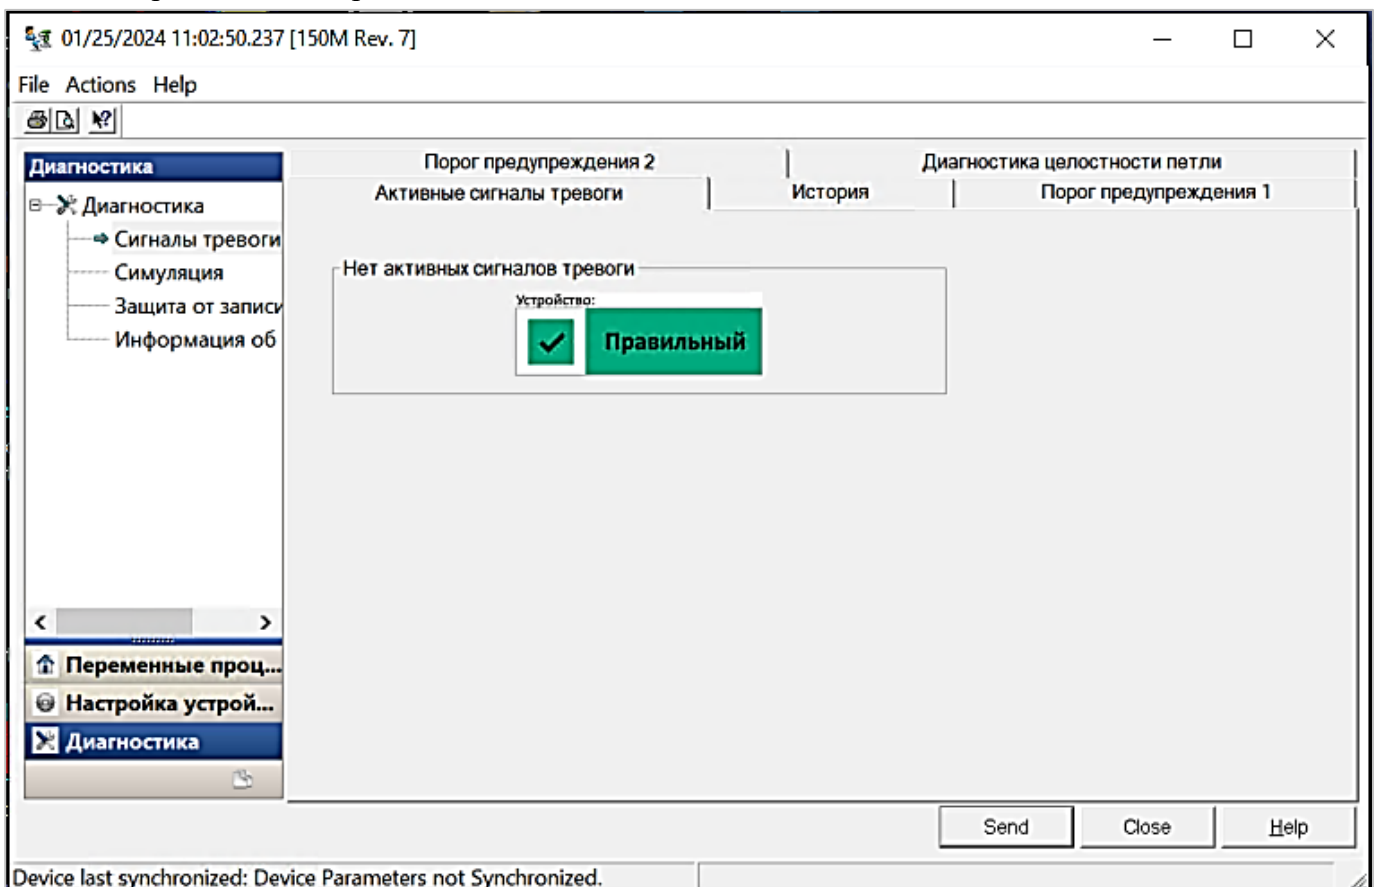 01/25/2024 11:02:50.237 [150M Rev. 7]
File Actions Help
Диагностика
Диагностика
Сигналы тревоги
Симуляция
Защита от записи
Информация об
Переменные проц...
Настройка устрой...
Диагностика
Порог предупреждения 2
Диагностика целостности петли
Активные сигналы тревоги
История
Порог предупреждения 1
Нет активных сигналов тревоги
Устройство:
Правильный
Send
Close
Help
Device last synchronized: Device Parameters not Synchronized.